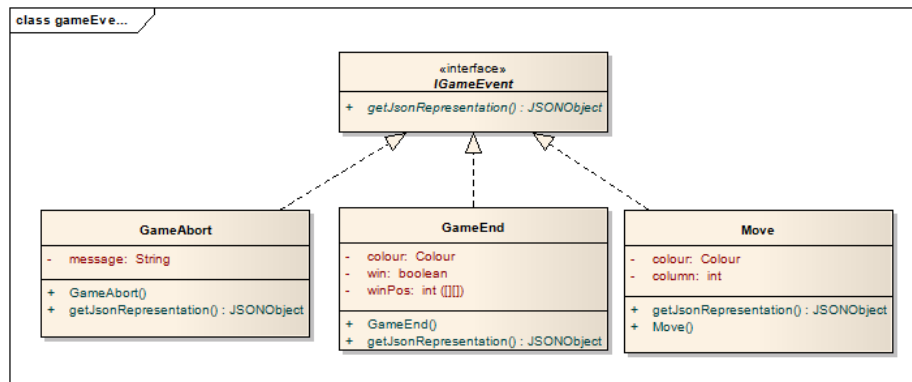 class gameEve...
«interface»
IGameEvent
+ getJsonRepresentation() : JSONObject
GameAbort
- message: String
+ GameAbort()
+ getJsonRepresentation() : JSONObject
GameEnd
- colour: Colour
- win: boolean
- winPos: int ([][])
+ GameEnd()
+ getJsonRepresentation() : JSONObject
Move
- colour: Colour
- column: int
+ getJsonRepresentation() : JSONObject
+ Move()